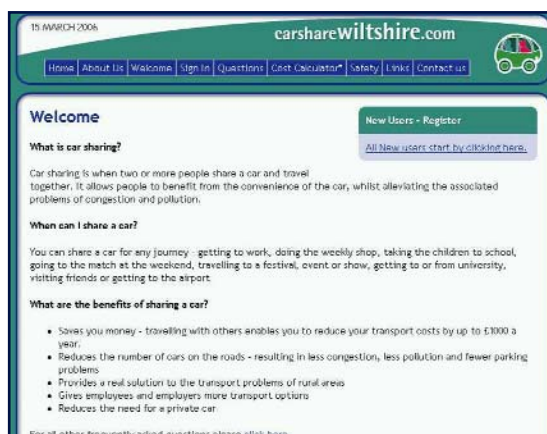 15 MARCH 2006
carsharewiltshire.com
Home About Us Welcome Sign In Questions Cost Calculator* Safety Links Contact us
Welcome
New Users - Register
All New users start by clicking here.
What is car sharing?
Car sharing is when two or more people share a car and travel
together. It allows people to benefit from the convenience of the car, whilst alleviating the associated
problems of congestion and pollution.
When can I share a car?
You can share a car for any journey - getting to work, doing the weekly shop, taking the children to school,
going to the match at the weekend, travelling to a festival, event or show, getting to or from university,
visiting friends or getting to the airport
What are the benefits of sharing a car?
Saves you money - travelling with others enables you to reduce your transport costs by up to £1000 a
year.
Reduces the number of cars on the roads - resulting in less congestion, less pollution and fewer parking
problems
Provides a real solution to the transport problems of rural areas
Gives employees and employers more transport options
Reduces the need for a private car
For all other frequently asked questions please click here